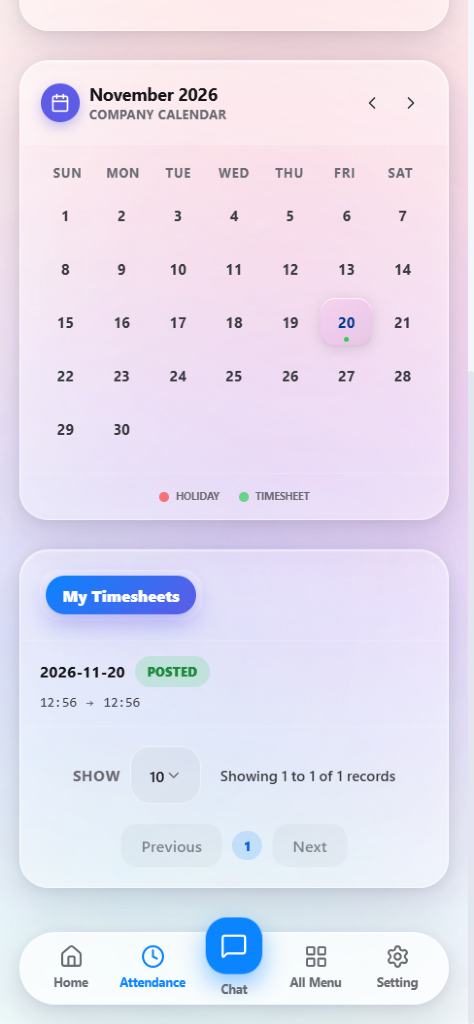 November 2026
COMPANY CALENDAR
SUN MON TUE WED THU FRI SAT
1 2 3 4 5 6 7
8 9 10 11 12 13 14
15 16 17 18 19 20 21
22 23 24 25 26 27 28
29 30
HOLIDAY TIMESHEET
My Timesheets
2026-11-20 POSTED
12:56 → 12:56
SHOW 10 Showing 1 to 1 of 1 records
Previous 1 Next
Home Attendance Chat All Menu Setting